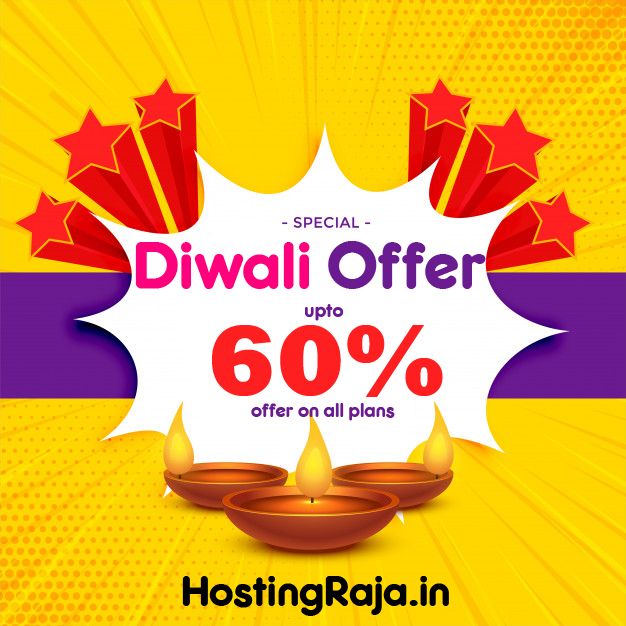 - SPECIAL -
Diwali Offer
upto
60%
offer on all plans
HostingRaja.in